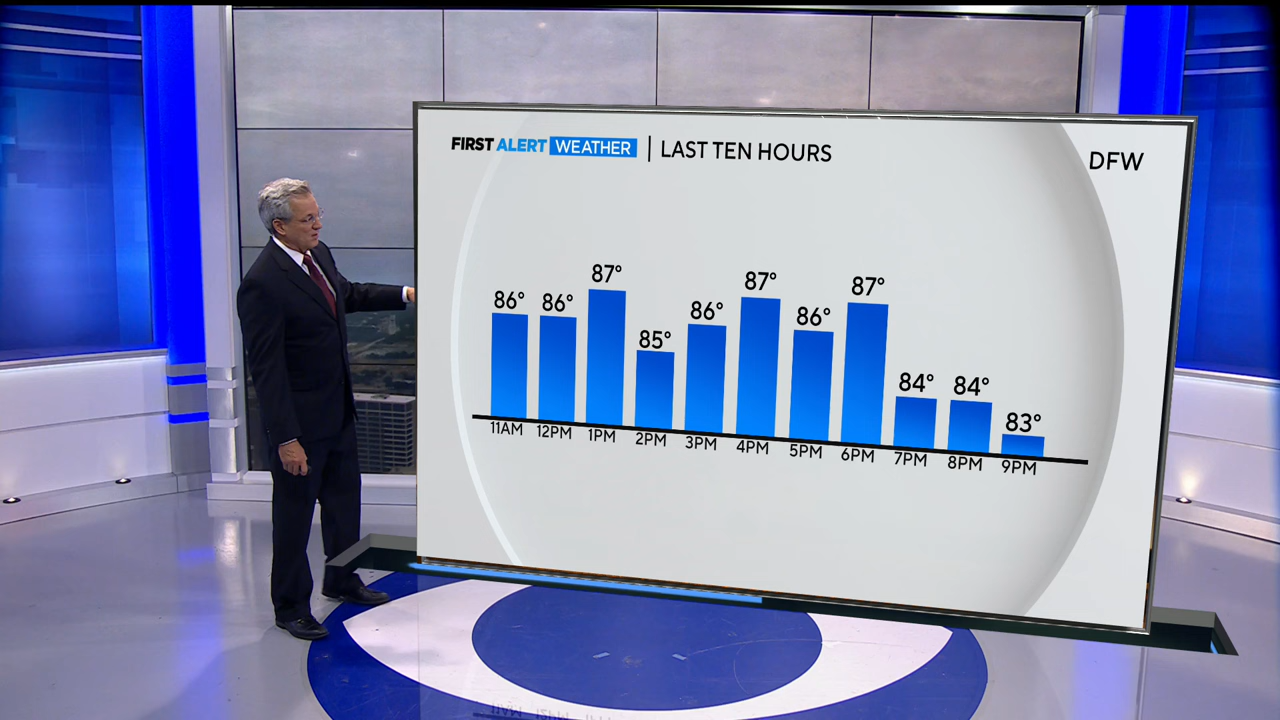 FIRST ALERT WEATHER | LAST TEN HOURS
DFW
86° 86° 87° 85° 86° 87° 86° 87° 84° 84° 83°
11AM 12PM 1PM 2PM 3PM 4PM 5PM 6PM 7PM 8PM 9PM